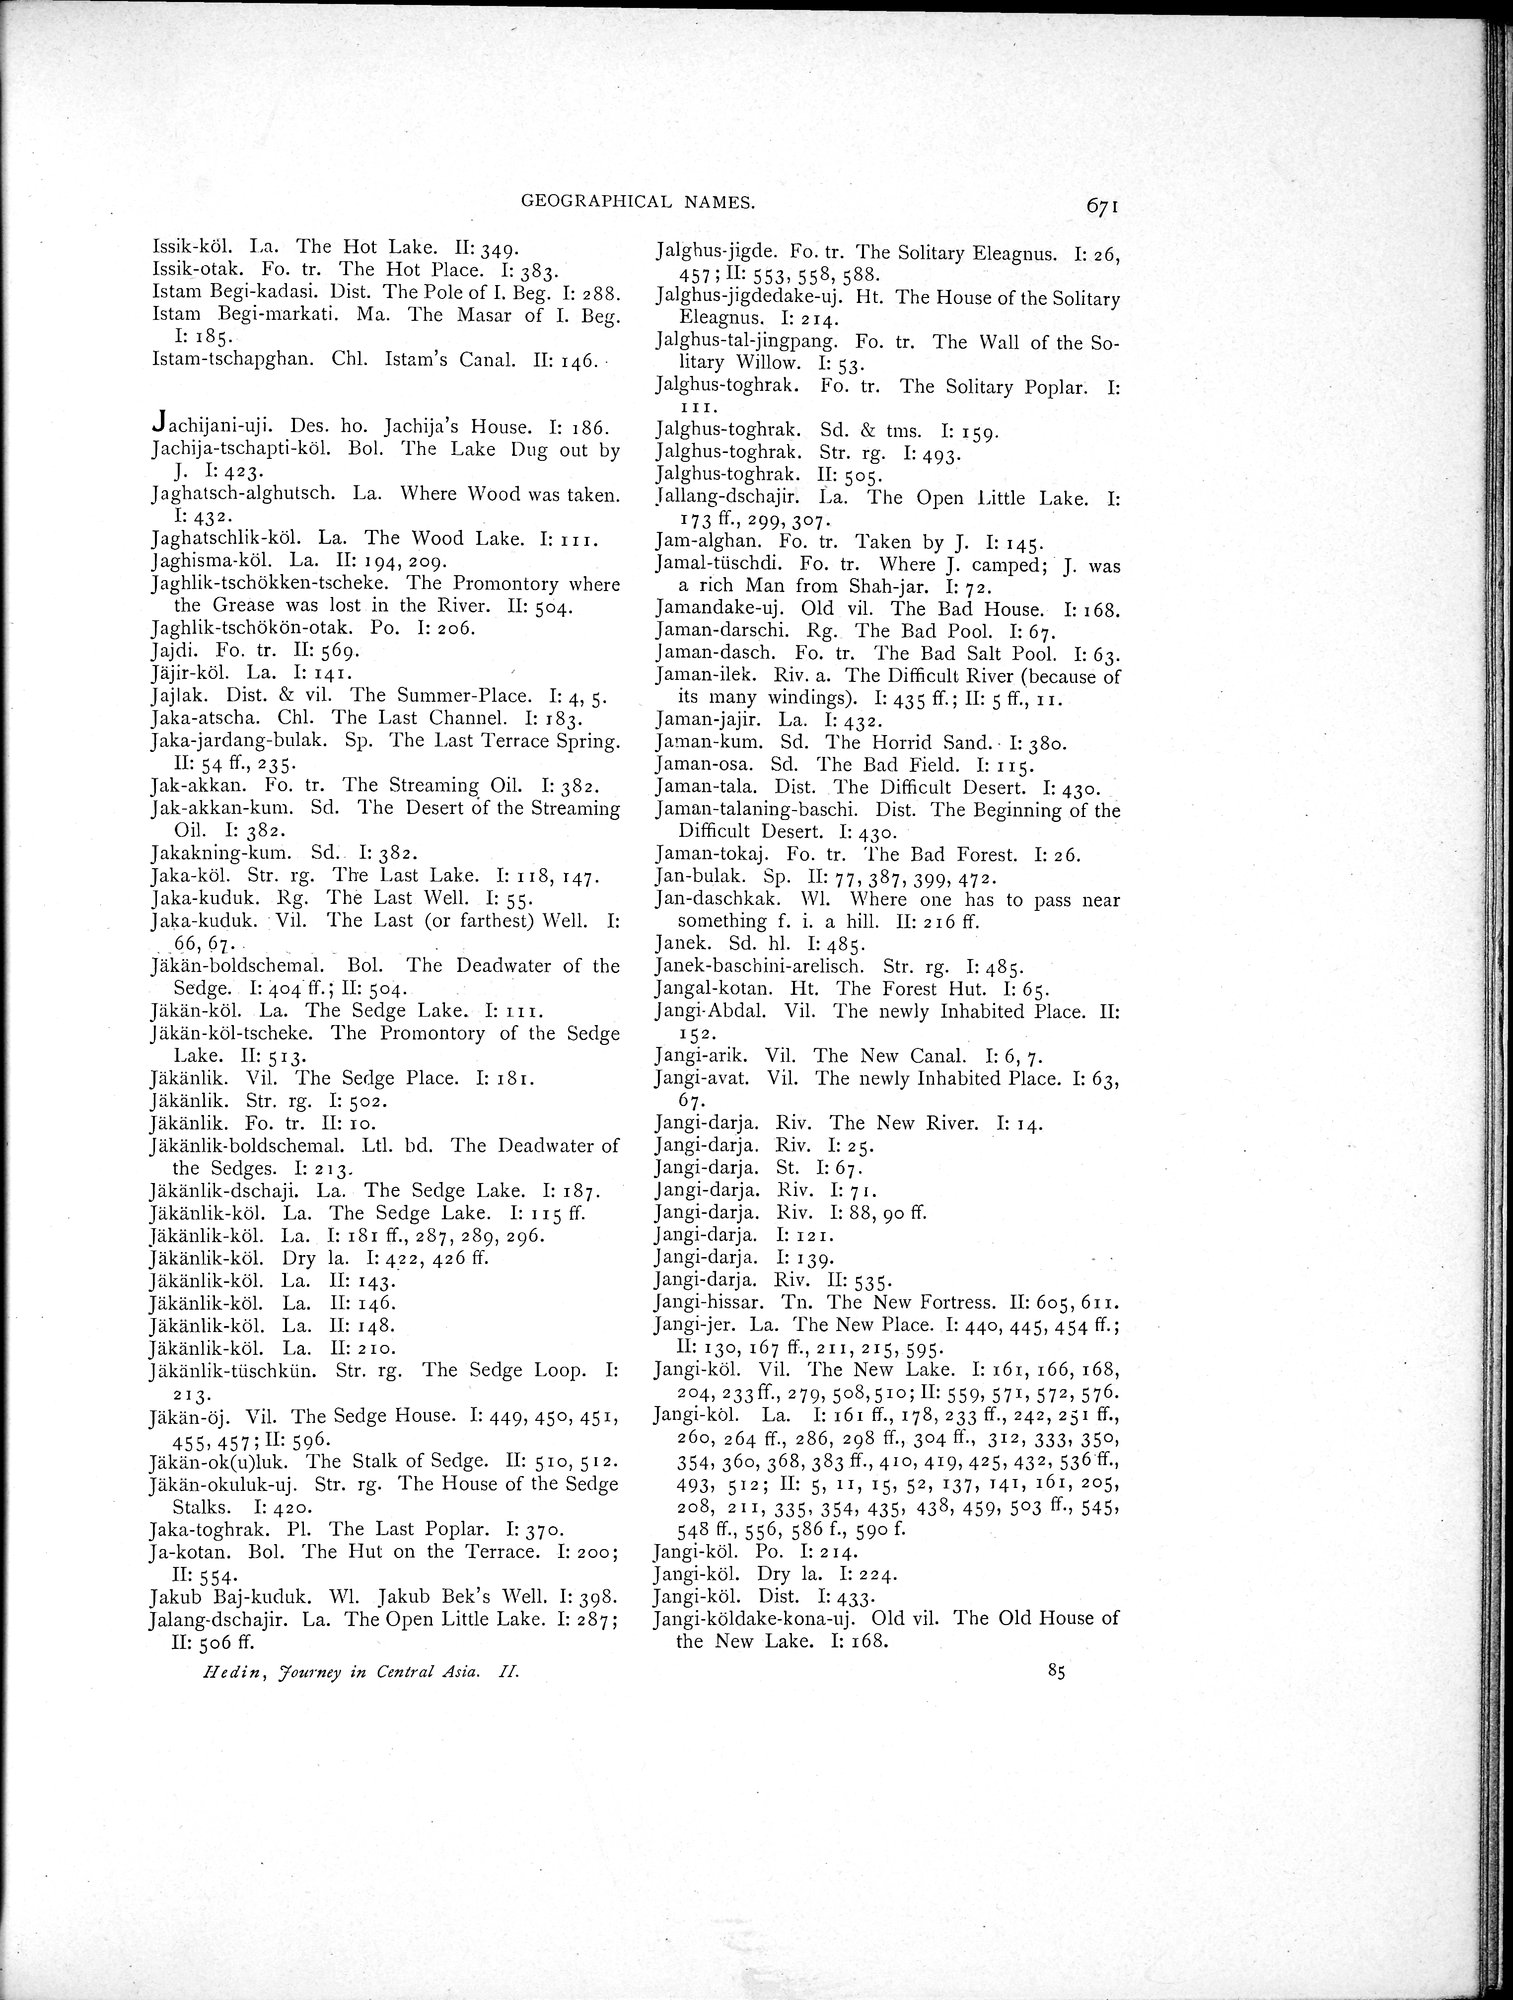 GEOGRAPHICAL NAMES. 671
Issik-köl. La. The Hot Lake. II: 349.
Issik-otak. Fo. tr. The Hot Place. I: 383.
Istam Begi-kadasi. Dist. The Pole of I. Beg. I: 288.
Istam Begi-markati. Ma. The Masar of I. Beg.
I: 185.
Istam-tschapghan. Chl. Istam's Canal. II: 146.
Jachijani-uji. Des. ho. Jachija's House. I: 186.
Jachija-tschapti-köl. Bol. The Lake Dug out by
J. I: 423.
Jaghatsch-alghutsch. La. Where Wood was taken.
I: 432.
Jaghatschlik-köl. La. The Wood Lake. I: 111.
Jaghisma-köl. La. II: 194, 209.
Jaghlik-tschökken-tscheke. The Promontory where
the Grease was lost in the River. II: 504.
Jaghlik-tschökön-otak. Po. I: 206.
Jajdi. Fo. tr. II: 569.
Jäjir-köl. La. I: 141.
Jajlak. Dist. & vil. The Summer-Place. I: 4, 5.
Jaka-atscha. Chl. The Last Channel. I: 183.
Jaka-jardang-bulak. Sp. The Last Terrace Spring.
II: 54 ff., 235.
Jak-akkan. Fo. tr. The Streaming Oil. I: 382.
Jak-akkan-kum. Sd. The Desert of the Streaming
Oil. I: 382.
Jakakning-kum. Sd. I: 382.
Jaka-köl. Str. rg. The Last Lake. I: 118, 147.
Jaka-kuduk. Rg. The Last Well. I: 55.
Jaka-kuduk. Vil. The Last (or farthest) Well. I:
66, 67.
Jäkän-boldschemal. Bol. The Deadwater of the
Sedge. I: 404 ff.; II: 504.
Jäkän-köl. La. The Sedge Lake. I: 111.
Jäkän-köl-tscheke. The Promontory of the Sedge
Lake. II: 513.
Jäkänlik. Vil. The Sedge Place. I: 181.
Jäkänlik. Str. rg. I: 502.
Jäkänlik. Fo. tr. II: 10.
Jäkänlik-boldschemal. Ltl. bd. The Deadwater of
the Sedges. I: 213.
Jäkänlik-dschaji. La. The Sedge Lake. I: 187.
Jäkänlik-köl. La. The Sedge Lake. I: 115 ff.
Jäkänlik-köl. La. I: 181 ff., 287, 289, 296.
Jäkänlik-köl. Dry la. I: 422, 426 ff.
Jäkänlik-köl. La. II: 143.
Jäkänlik-köl. La. II: 146.
Jäkänlik-köl. La. II: 148.
Jäkänlik-köl. La. II: 210.
Jäkänlik-tüschkün. Str. rg. The Sedge Loop. I:
213.
Jäkän-öj. Vil. The Sedge House. I: 449, 450, 451,
455, 457; II: 596.
Jäkän-ok(u)luk. The Stalk of Sedge. II: 510, 512.
Jäkän-okuluk-uj. Str. rg. The House of the Sedge
Stalks. I: 420.
Jaka-toghrak. Pl. The Last Poplar. I: 370.
Ja-kotan. Bol. The Hut on the Terrace. I: 200;
II: 554.
Jakub Baj-kuduk. Wl. Jakub Bek's Well. I: 398.
Jalang-dschajir. La. The Open Little Lake. I: 287;
II: 506 ff.
Jalghus-jigde. Fo. tr. The Solitary Eleagnus. I: 26,
457; II: 553, 558, 588.
Jalghus-jigdedake-uj. Ht. The House of the Solitary
Eleagnus. I: 214.
Jalghus-tal-jingpang. Fo. tr. The Wall of the So-
litary Willow. I: 53.
Jalghus-toghrak. Fo. tr. The Solitary Poplar. I:
111.
Jalghus-toghrak. Sd. & tms. I: 159.
Jalghus-toghrak. Str. rg. I: 493.
Jalghus-toghrak. II: 505.
Jallang-dschajir. La. The Open Little Lake. I:
173 ff., 299, 307.
Jam-alghan. Fo. tr. Taken by J. I: 145.
Jamal-tüschdi. Fo. tr. Where J. camped; J. was
a rich Man from Shah-jar. I: 72.
Jamandake-uj. Old vil. The Bad House. I: 168.
Jaman-darschi. Rg. The Bad Pool. I: 67.
Jaman-dasch. Fo. tr. The Bad Salt Pool. I: 63.
Jaman-ilek. Riv. a. The Difficult River (because of
its many windings). I: 435 ff.; II: 5 ff., 11.
Jaman-jajir. La. I: 432.
Jaman-kum. Sd. The Horrid Sand. I: 380.
Jaman-osa. Sd. The Bad Field. I: 115.
Jaman-tala. Dist. The Difficult Desert. I: 430.
Jaman-talaning-baschi. Dist. The Beginning of the
Difficult Desert. I: 430.
Jaman-tokaj. Fo. tr. The Bad Forest. I: 26.
Jan-bulak. Sp. II: 77, 387, 399, 472.
Jan-daschkak. Wl. Where one has to pass near
something f. i. a hill. II: 216 ff.
Janek. Sd. hl. I: 485.
Janek-baschini-arelisch. Str. rg. I: 485.
Jangal-kotan. Ht. The Forest Hut. I: 65.
Jangi-Abdal. Vil. The newly Inhabited Place. II:
152.
Jangi-arik. Vil. The New Canal. I: 6, 7.
Jangi-avat. Vil. The newly Inhabited Place. I: 63,
67.
Jangi-darja. Riv. The New River. I: 14.
Jangi-darja. Riv. I: 25.
Jangi-darja. St. I: 67.
Jangi-darja. Riv. I: 71.
Jangi-darja. Riv. I: 88, 90 ff.
Jangi-darja. I: 121.
Jangi-darja. I: 139.
Jangi-darja. Riv. II: 535.
Jangi-hissar. Tn. The New Fortress. II: 605, 611.
Jangi-jer. La. The New Place. I: 440, 445, 454 ff.;
II: 130, 167 ff., 211, 215, 595.
Jangi-köl. Vil. The New Lake. I: 161, 166, 168,
204, 233 ff., 279, 508, 510; II: 559, 571, 572, 576.
Jangi-köl. La. I: 161 ff., 178, 233 ff., 242, 251 ff.,
260, 264 ff., 286, 298 ff., 304 ff., 312, 333, 350,
354, 360, 368, 383 ff., 410, 419, 425, 432, 536 ff.,
493, 512; II: 5, 11, 15, 52, 137, 141, 161, 205,
208, 211, 335, 354, 435, 438, 459, 503 ff., 545,
548 ff., 556, 586 f., 590 f.
Jangi-köl. Po. I: 214.
Jangi-köl. Dry la. I: 224.
Jangi-köl. Dist. I: 433.
Jangi-köldake-kona-uj. Old vil. The Old House of
the New Lake. I: 168.
Hedin, Journey in Central Asia. II. 85